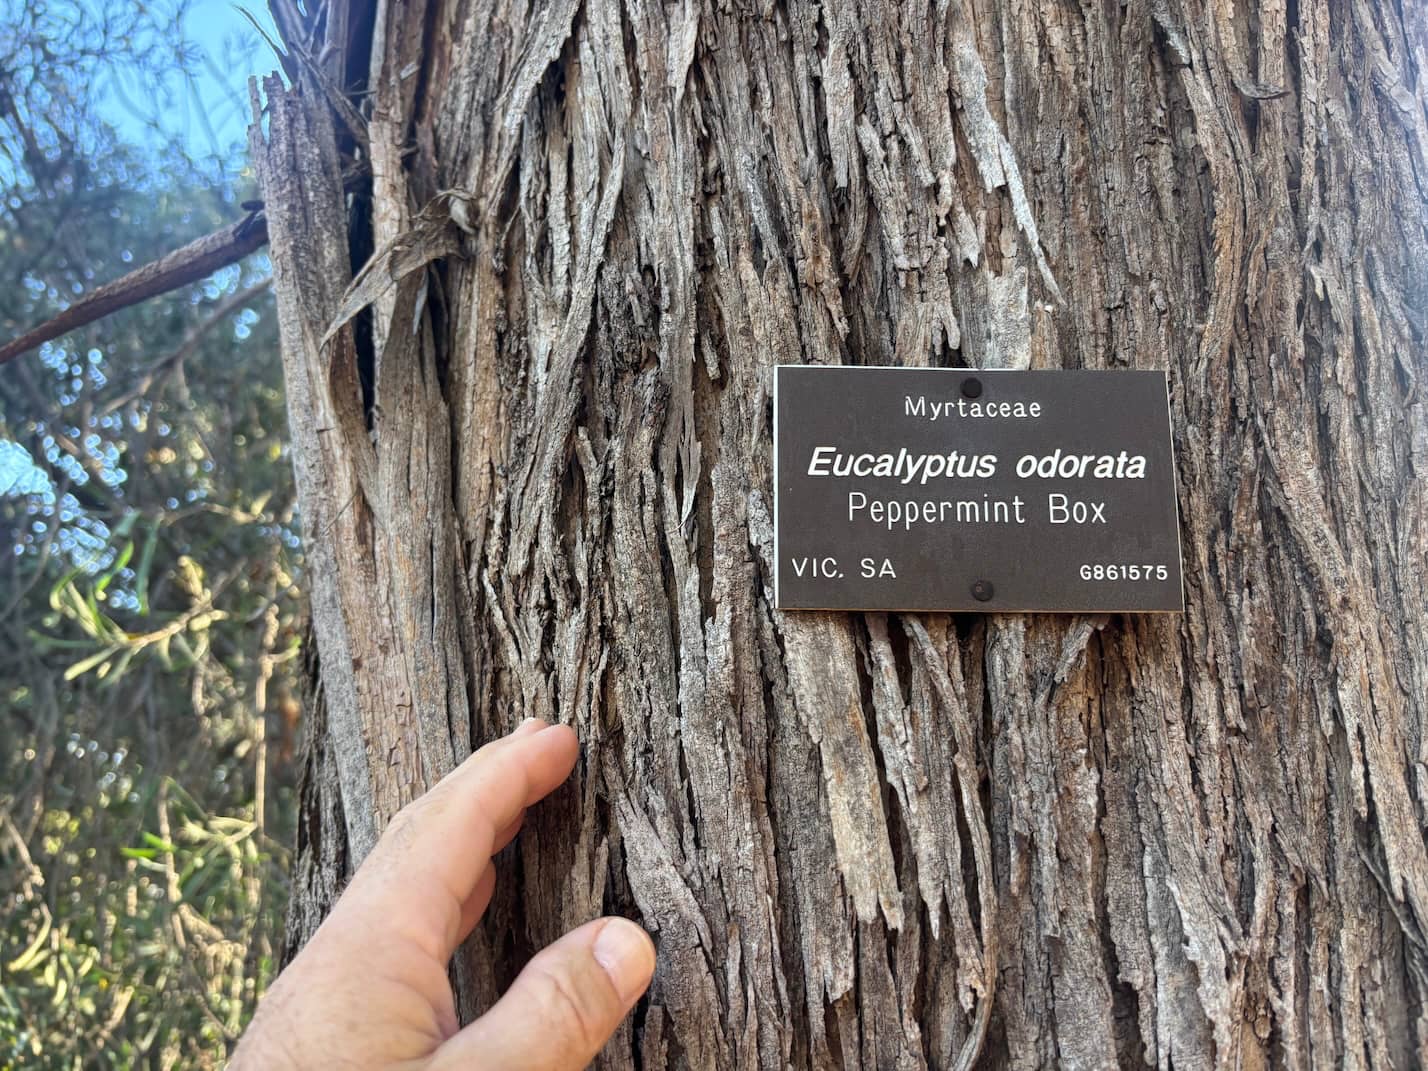 Myrtaceae
Eucalyptus odorata
Peppermint Box
VIC. SA G861575